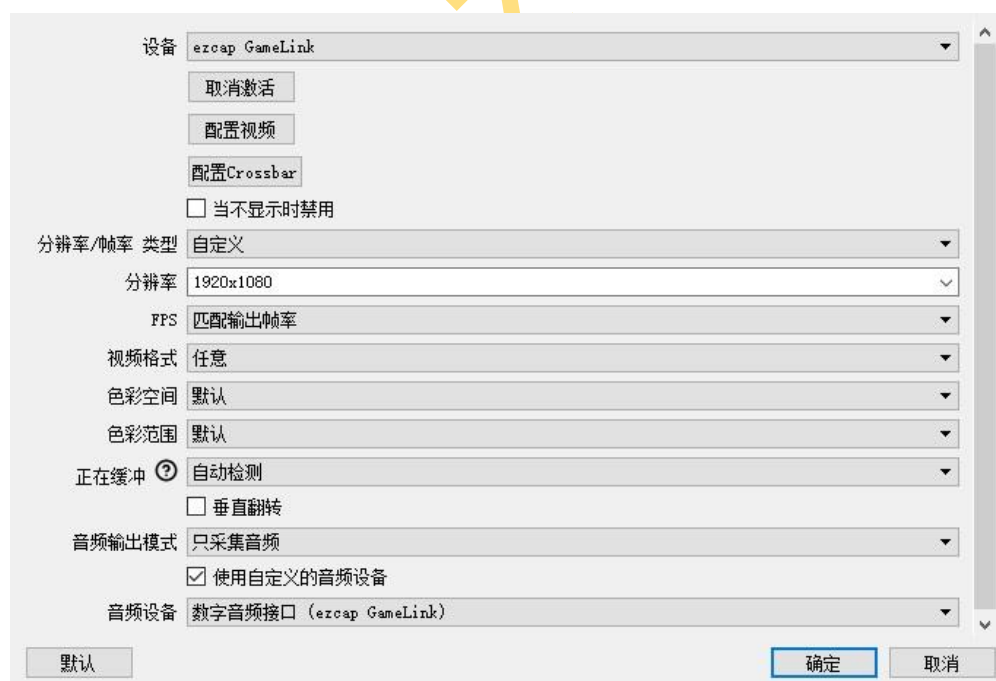 设备 ezcap GameLink
取消激活
配置视频
配置Crossbar
当不显示时禁用
分辨率/帧率 类型 自定义
分辨率 1920x1080
FPS 匹配输出帧率
视频格式 任意
色彩空间 默认
色彩范围 默认
正在缓冲 ? 自动检测
垂直翻转
音频输出模式 只采集音频
使用自定义的音频设备
音频设备 数字音频接口 (ezcap GameLink)
默认 确定 取消